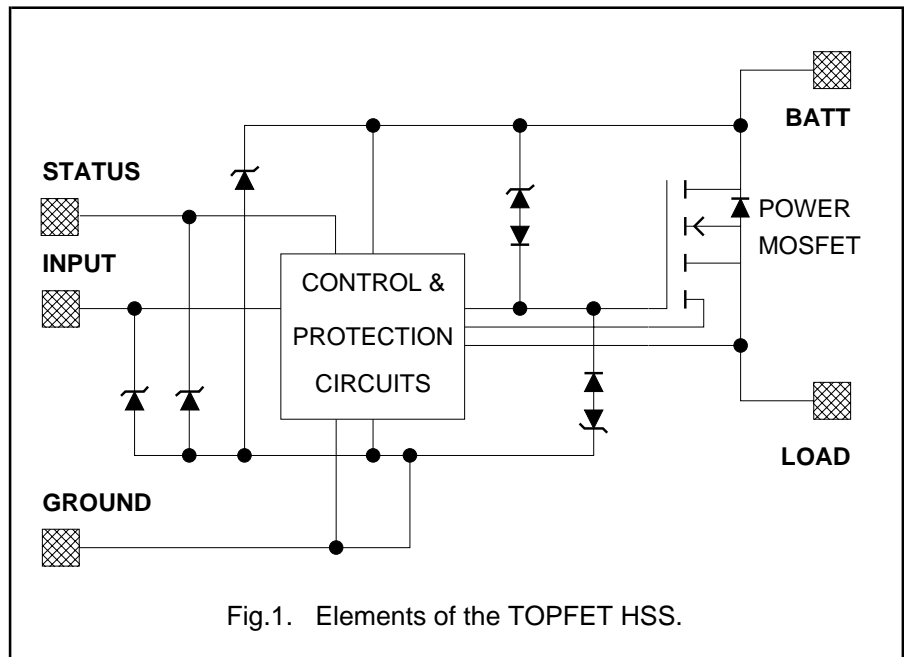 BATT
STATUS
POWER
MOSFET
INPUT
CONTROL &
PROTECTION
CIRCUITS
LOAD
GROUND
Fig.1. Elements of the TOPFET HSS.